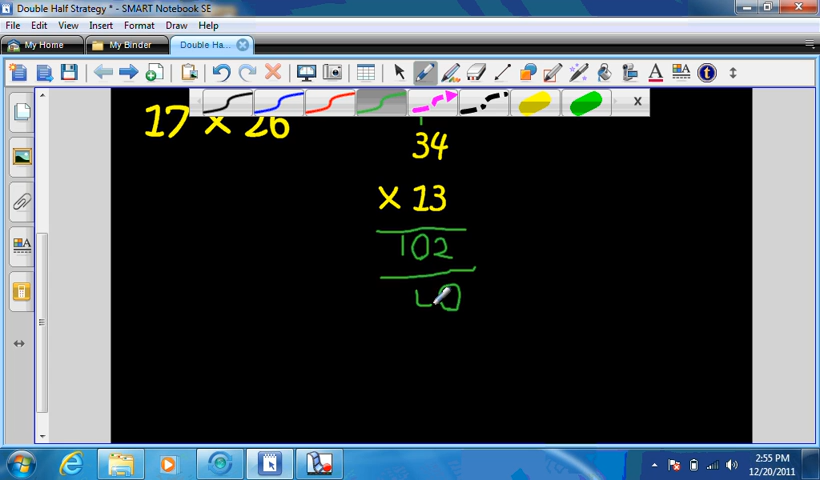 Double Half Strategy * - SMART Notebook SE
File Edit View Insert Format Draw Help
My Home My Binder Double Ha...
17 × 26
34
× 13
102
2:55 PM
12/20/2011